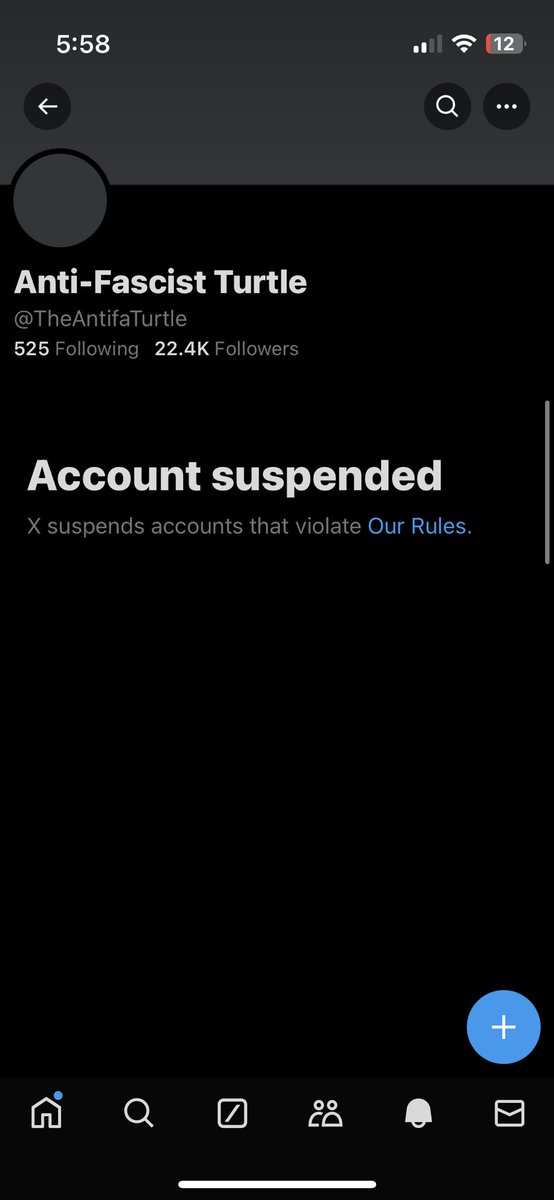 5:58
12
Anti-Fascist Turtle
@TheAntifaTurtle
525 Following 22.4K Followers
Account suspended
X suspends accounts that violate Our Rules.